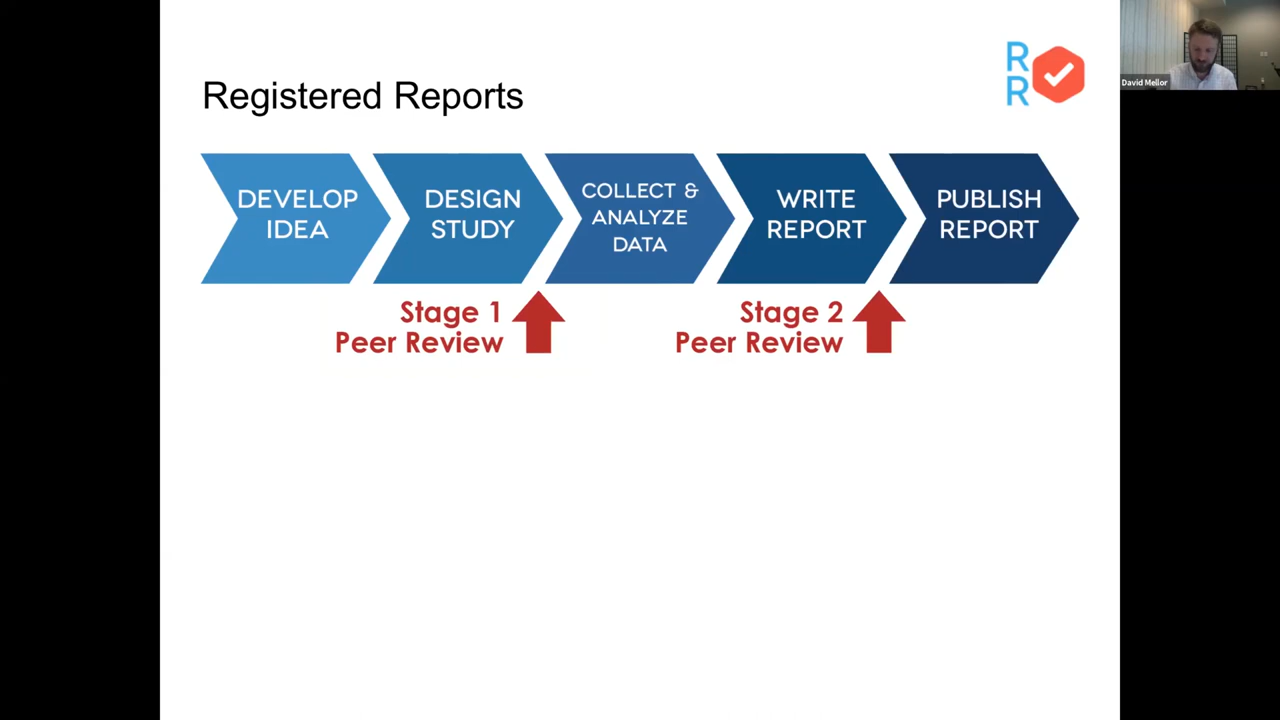 Registered Reports
R
R
David Mellor
DEVELOP
IDEA
DESIGN
STUDY
COLLECT &
ANALYZE
DATA
WRITE
REPORT
PUBLISH
REPORT
Stage 1
Peer Review
Stage 2
Peer Review